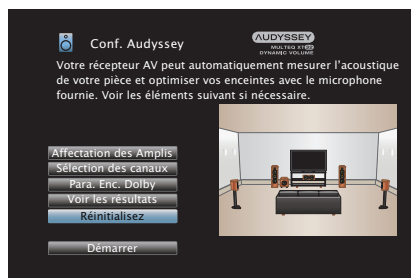 Conf. Audyssey
AUDYSSEY
MULTEQ XT32
DYNAMIC VOLUME
Votre récepteur AV peut automatiquement mesurer l'acoustique
de votre pièce et optimiser vos enceintes avec le microphone
fournie. Voir les éléments suivant si nécessaire.
Affectation des Amplis
Sélection des canaux
Para. Enc. Dolby
Voir les résultats
Réinitialisez
Démarrer